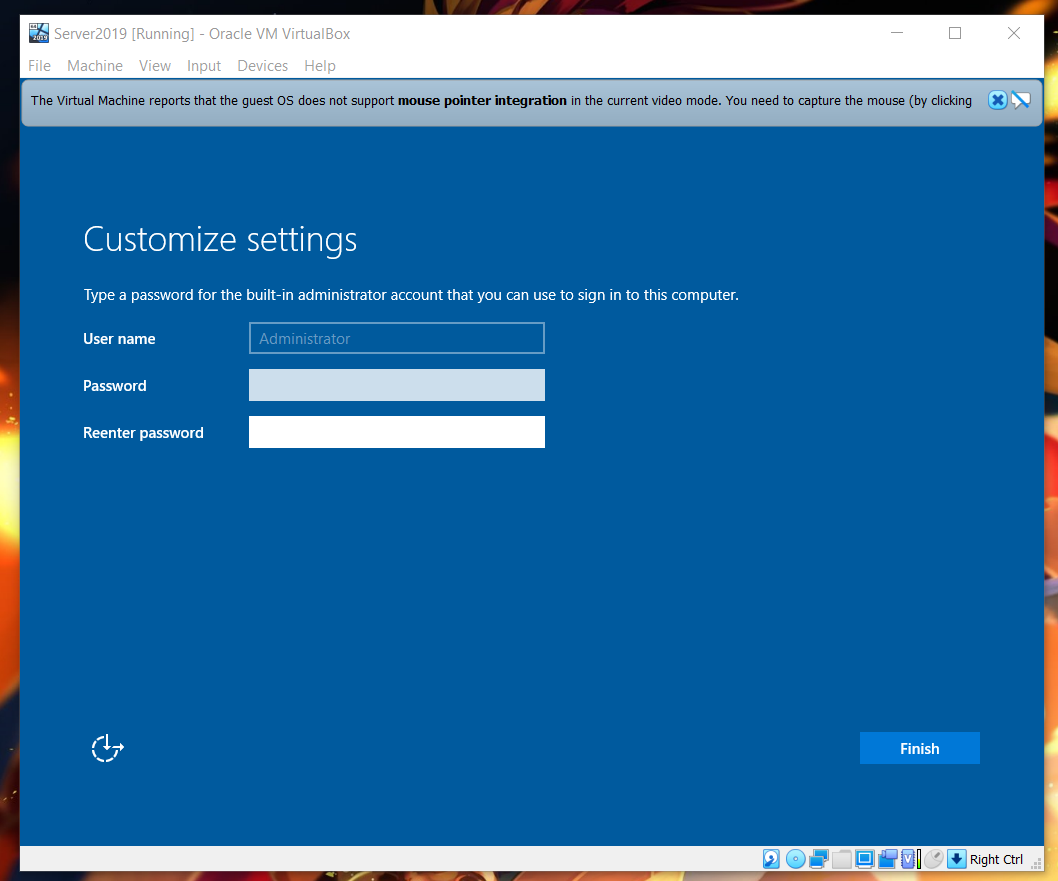 Server2019 [Running] - Oracle VM VirtualBox
File Machine View Input Devices Help
The Virtual Machine reports that the guest OS does not support mouse pointer integration in the current video mode. You need to capture the mouse (by clicking
Customize settings
Type a password for the built-in administrator account that you can use to sign in to this computer.
User name Administrator
Password
Reenter password
Finish
Right Ctrl